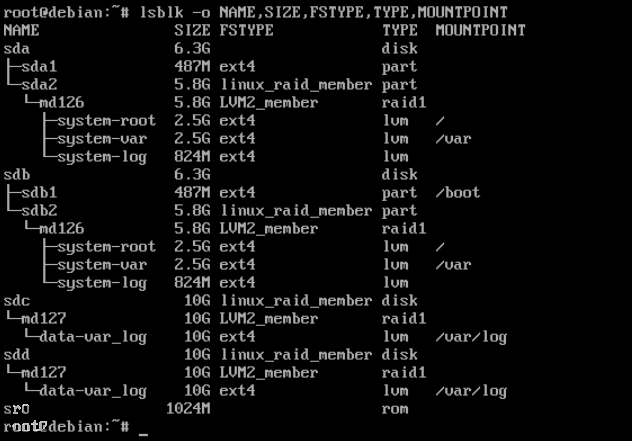 root@debian:~# lsblk -o NAME,SIZE,FSTYPE,TYPE,MOUNTPOINT
NAME SIZE FSTYPE TYPE MOUNTPOINT
sda 6.3G disk
├─sda1 487M ext4 part
└─sda2 5.8G linux_raid_member part
└─md126 5.8G LVM2_member raid1
├─system-root 2.5G ext4 lvm /
├─system-var 2.5G ext4 lvm /var
└─system-log 824M ext4 lvm
sdb 6.3G disk
├─sdb1 487M ext4 part /boot
└─sdb2 5.8G linux_raid_member part
└─md126 5.8G LVM2_member raid1
├─system-root 2.5G ext4 lvm /
├─system-var 2.5G ext4 lvm /var
└─system-log 824M ext4 lvm
sdc 10G linux_raid_member disk
└─md127 10G LVM2_member raid1
└─data-var_log 10G ext4 lvm /var/log
sdd 10G linux_raid_member disk
└─md127 10G LVM2_member raid1
└─data-var_log 10G ext4 lvm /var/log
sr0 1024M rom
root@debian:~# _